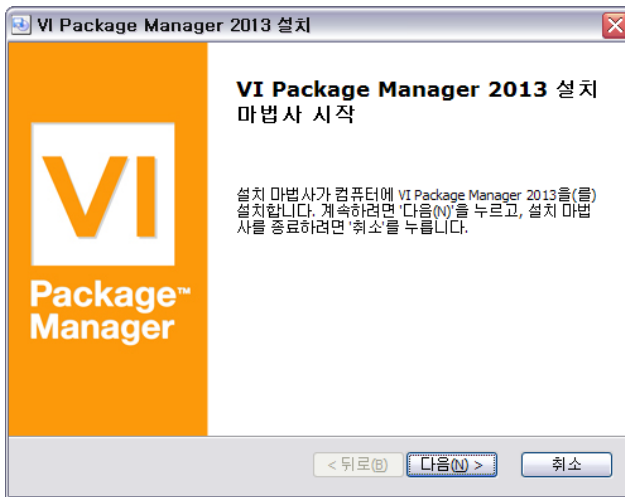 VI Package Manager 2013 설치
VI Package Manager 2013 설치
마법사 시작
설치 마법사가 컴퓨터에 VI Package Manager 2013을(를)
설치합니다. 계속하려면 '다음(N)'을 누르고, 설치 마법
사를 종료하려면 '취소'를 누릅니다.
VI
Package™
Manager
< 뒤로(B) 다음(N) > 취소